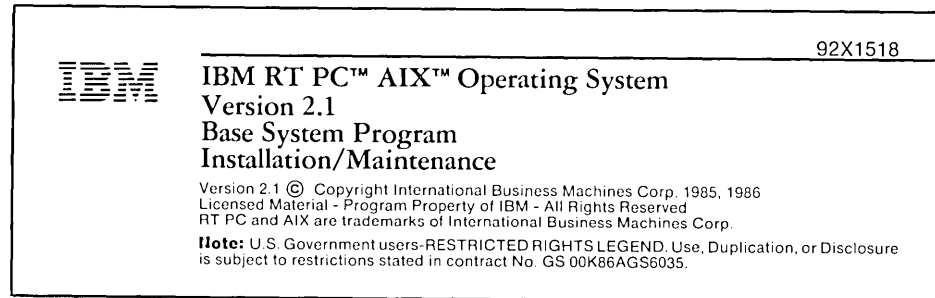 92X1518
IBM
IBM RT PC™ AIX™ Operating System
Version 2.1
Base System Program
Installation/Maintenance
Version 2.1 © Copyright International Business Machines Corp. 1985, 1986
Licensed Material - Program Property of IBM - All Rights Reserved
RT PC and AIX are trademarks of International Business Machines Corp.
Note: U.S. Government users-RESTRICTED RIGHTS LEGEND. Use, Duplication, or Disclosure
is subject to restrictions stated in contract No. GS 00K86AGS6035.